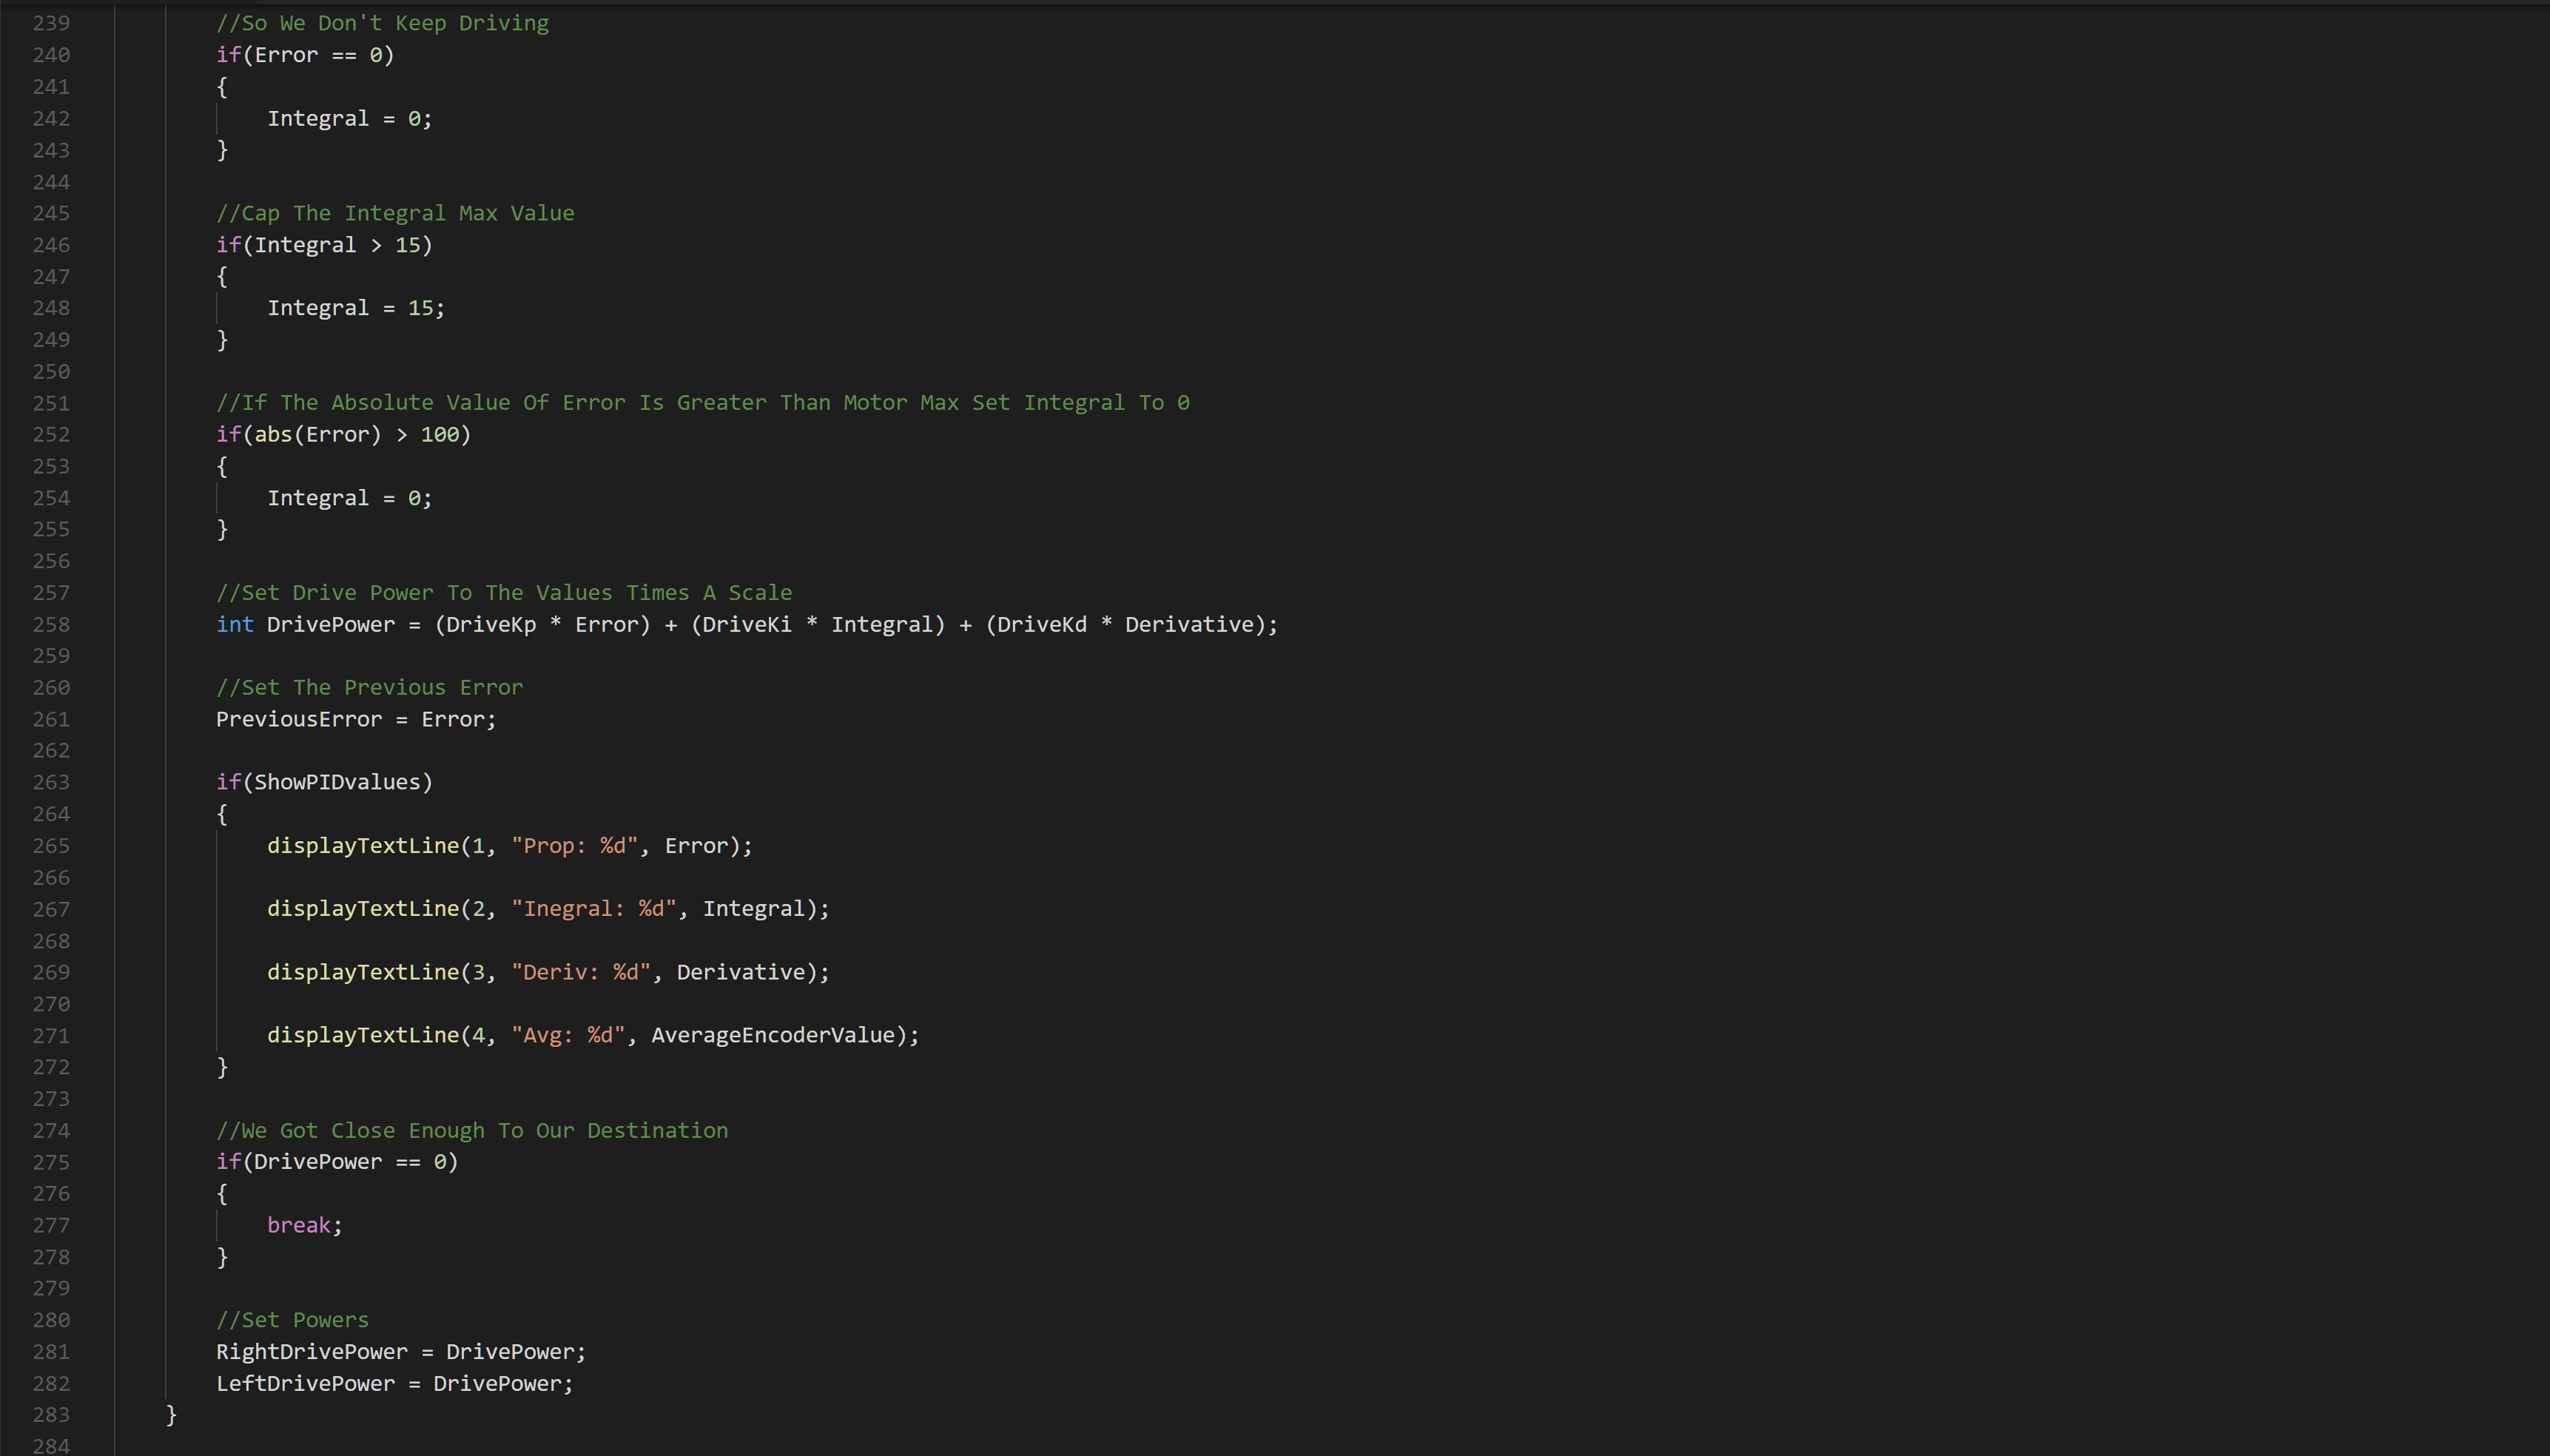 239 //So We Don't Keep Driving
240 if(Error == 0)
241 {
242 Integral = 0;
243 }
244
245 //Cap The Integral Max Value
246 if(Integral > 15)
247 {
248 Integral = 15;
249 }
250
251 //If The Absolute Value Of Error Is Greater Than Motor Max Set Integral To 0
252 if(abs(Error) > 100)
253 {
254 Integral = 0;
255 }
256
257 //Set Drive Power To The Values Times A Scale
258 int DrivePower = (DriveKp * Error) + (DriveKi * Integral) + (DriveKd * Derivative);
259
260 //Set The Previous Error
261 PreviousError = Error;
262
263 if(ShowPIDvalues)
264 {
265 displayTextLine(1, "Prop: %d", Error);
266
267 displayTextLine(2, "Inegral: %d", Integral);
268
269 displayTextLine(3, "Deriv: %d", Derivative);
270
271 displayTextLine(4, "Avg: %d", AverageEncoderValue);
272 }
273
274 //We Got Close Enough To Our Destination
275 if(DrivePower == 0)
276 {
277 break;
278 }
279
280 //Set Powers
281 RightDrivePower = DrivePower;
282 LeftDrivePower = DrivePower;
283 }
284